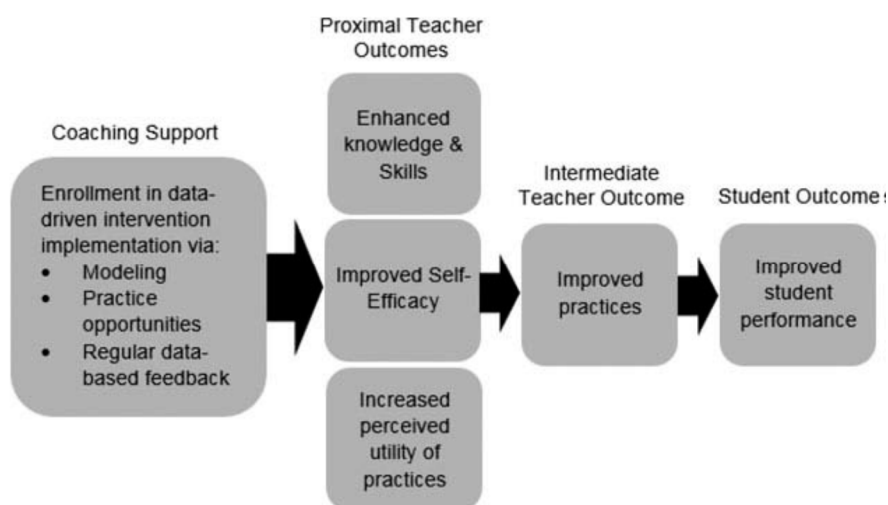 Coaching Support
Enrollment in data-
driven intervention
implementation via:
• Modeling
• Practice
opportunities
• Regular data-
based feedback
Proximal Teacher
Outcomes
Enhanced
knowledge &
Skills
Improved Self-
Efficacy
Increased
perceived
utility of
practices
Intermediate
Teacher Outcome
Improved
practices
Student Outcomes
Improved
student
performance